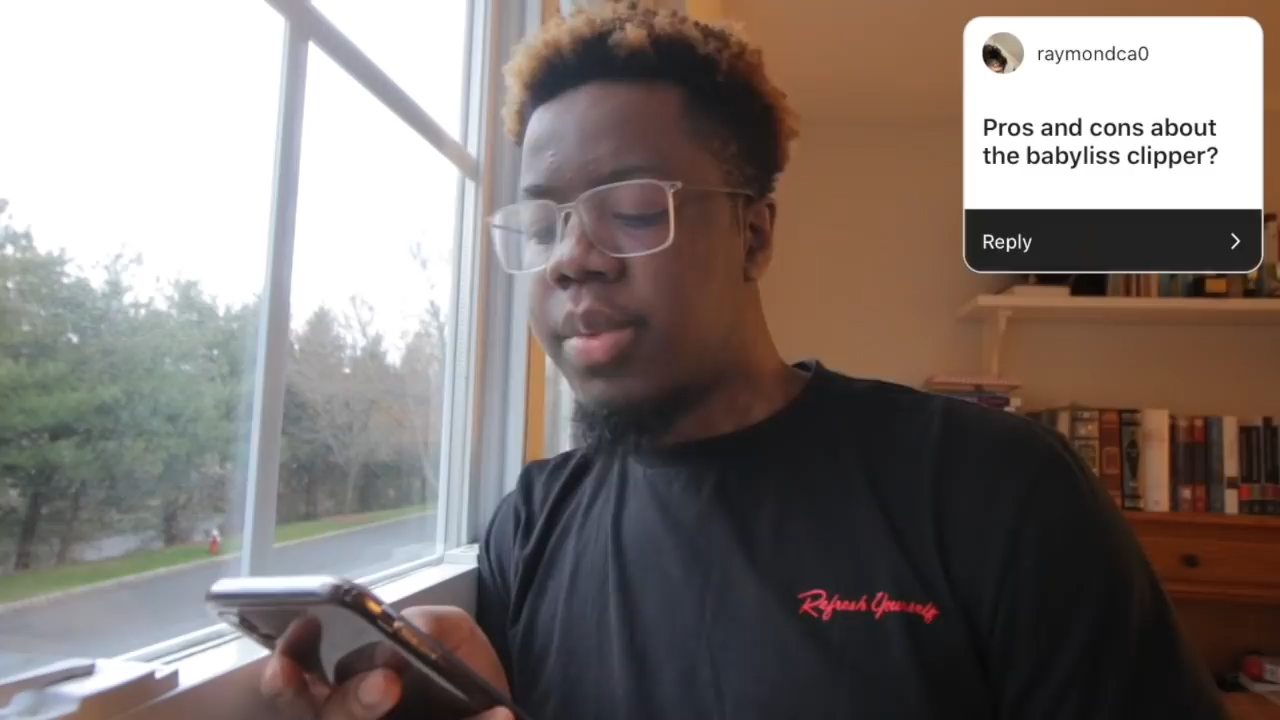 raymondca0
Pros and cons about
the babyliss clipper?
Reply
Refresh Yourself